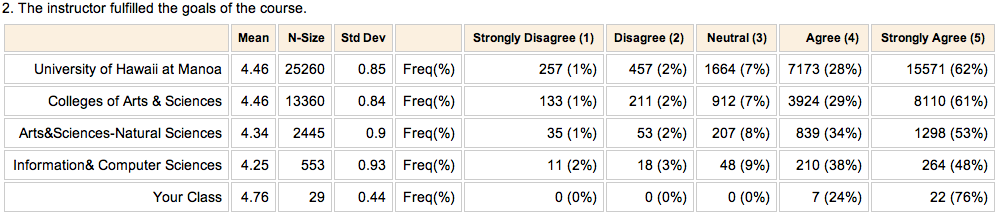 2. The instructor fulfilled the goals of the course.
Mean N-Size Std Dev Strongly Disagree (1) Disagree (2) Neutral (3) Agree (4) Strongly Agree (5)
University of Hawaii at Manoa 4.46 25260 0.85 Freq(%) 257 (1%) 457 (2%) 1664 (7%) 7173 (28%) 15571 (62%)
Colleges of Arts & Sciences 4.46 13360 0.84 Freq(%) 133 (1%) 211 (2%) 912 (7%) 3924 (29%) 8110 (61%)
Arts&Sciences-Natural Sciences 4.34 2445 0.9 Freq(%) 35 (1%) 53 (2%) 207 (8%) 839 (34%) 1298 (53%)
Information& Computer Sciences 4.25 553 0.93 Freq(%) 11 (2%) 18 (3%) 48 (9%) 210 (38%) 264 (48%)
Your Class 4.76 29 0.44 Freq(%) 0 (0%) 0 (0%) 0 (0%) 7 (24%) 22 (76%)